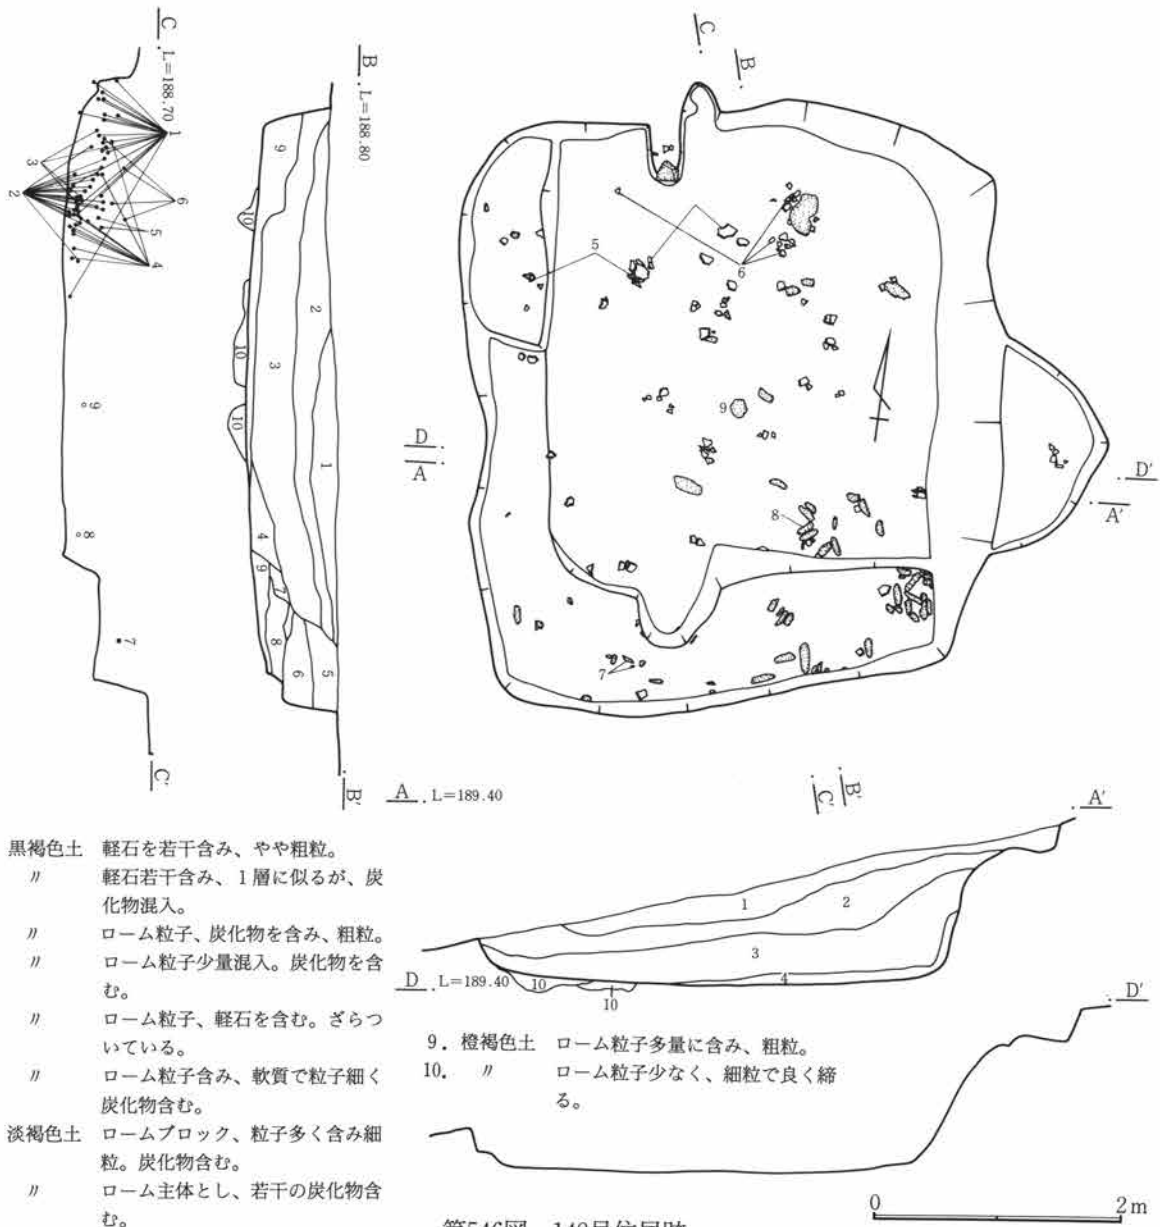 C . L=188.70
1
3
2
6
5
4
9
8
7
C'
B . L=188.80
9
10
2
3
10
10
1
4
9
7
8
6
5
B'
C
B
5
6
9
8
7
D
A
D'
A'
C'
B'
A . L=189.40
A'
1
2
3
4
10
10
D . L=189.40
D'
黒褐色土 軽石を若干含み、やや粗粒。
〃 軽石若干含み、1層に似るが、炭
化物混入。
〃 ローム粒子、炭化物を含み、粗粒。
〃 ローム粒子少量混入。炭化物を含
む。
〃 ローム粒子、軽石を含む。ざらつ
いている。
〃 ローム粒子含み、軟質で粒子細く
炭化物含む。
淡褐色土 ロームブロック、粒子多く含み細
粒。炭化物含む。
〃 ローム主体とし、若干の炭化物含
む。
9. 橙褐色土 ローム粒子多量に含み、粗粒。
10. 〃 ローム粒子少なく、細粒で良く締
る。
0 2m